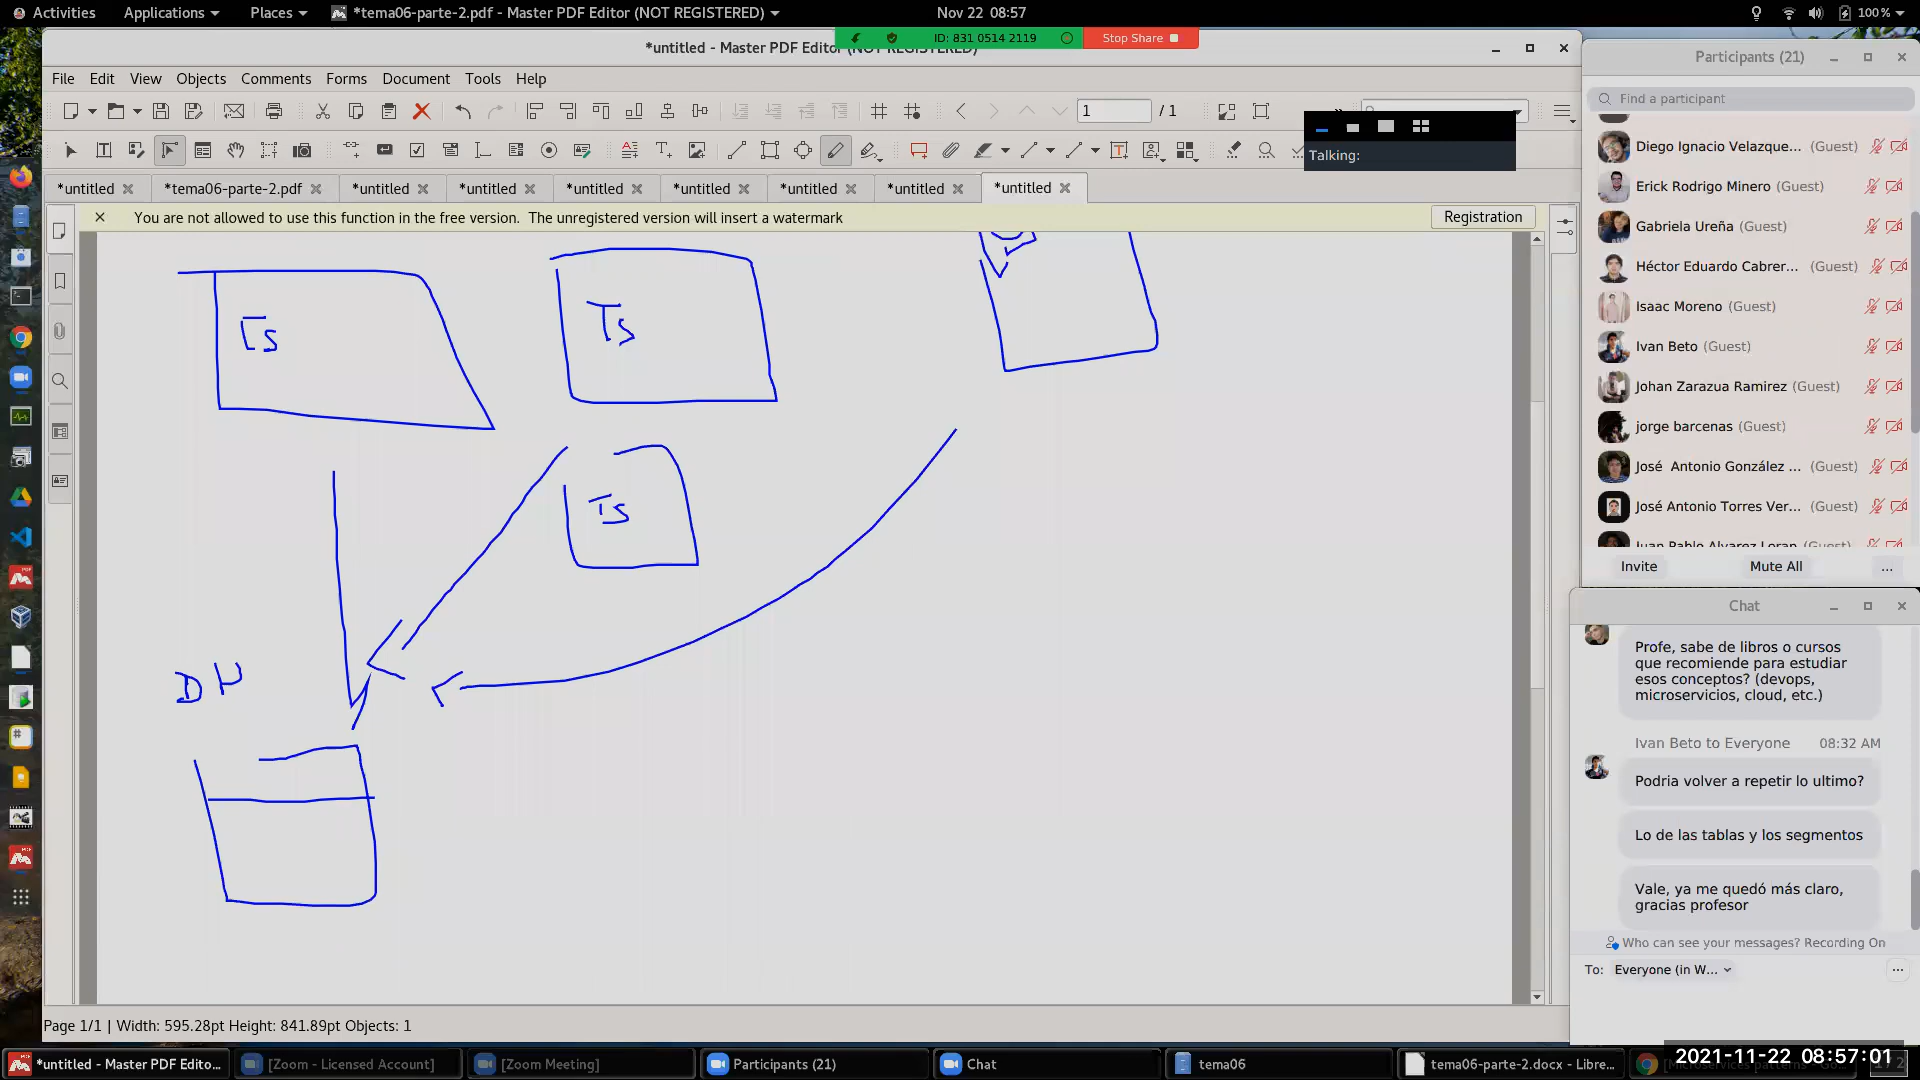 Activities Applications Places *tema06-parte-2.pdf - Master PDF Editor (NOT REGISTERED) Nov 22 08:57 100%
*untitled - Master PDF Editor (NOT REGISTERED)
ID: 831 0514 2119 Stop Share
File Edit View Objects Comments Forms Document Tools Help
1 / 1
Talking:
*untitled *tema06-parte-2.pdf *untitled *untitled *untitled *untitled *untitled *untitled *untitled
You are not allowed to use this function in the free version. The unregistered version will insert a watermark Registration
Ts
Ts
Ts
Page 1/1 | Width: 595.28pt Height: 841.89pt Objects: 1
Participants (21)
Find a participant
Diego Ignacio Velazque... (Guest)
Erick Rodrigo Minero (Guest)
Gabriela Ureña (Guest)
Héctor Eduardo Cabrer... (Guest)
Isaac Moreno (Guest)
Ivan Beto (Guest)
Johan Zarazua Ramirez (Guest)
jorge barcenas (Guest)
José Antonio González ... (Guest)
José Antonio Torres Ver... (Guest)
Juan Pablo Alvarez Loran (Guest)
Invite Mute All ...
Chat
Profe, sabe de libros o cursos
que recomiende para estudiar
esos conceptos? (devops,
microservicios, cloud, etc.)
Ivan Beto to Everyone 08:32 AM
Podria volver a repetir lo ultimo?
Lo de las tablas y los segmentos
Vale, ya me quedó más claro,
gracias profesor
Who can see your messages? Recording On
To: Everyone (in W...
*untitled - Master PDF Edito... [Zoom - Licensed Account] [Zoom Meeting] Participants (21) Chat tema06 tema06-parte-2.docx - Libre... [Microservices patterns - Go...
2021-11-22 08:57:01